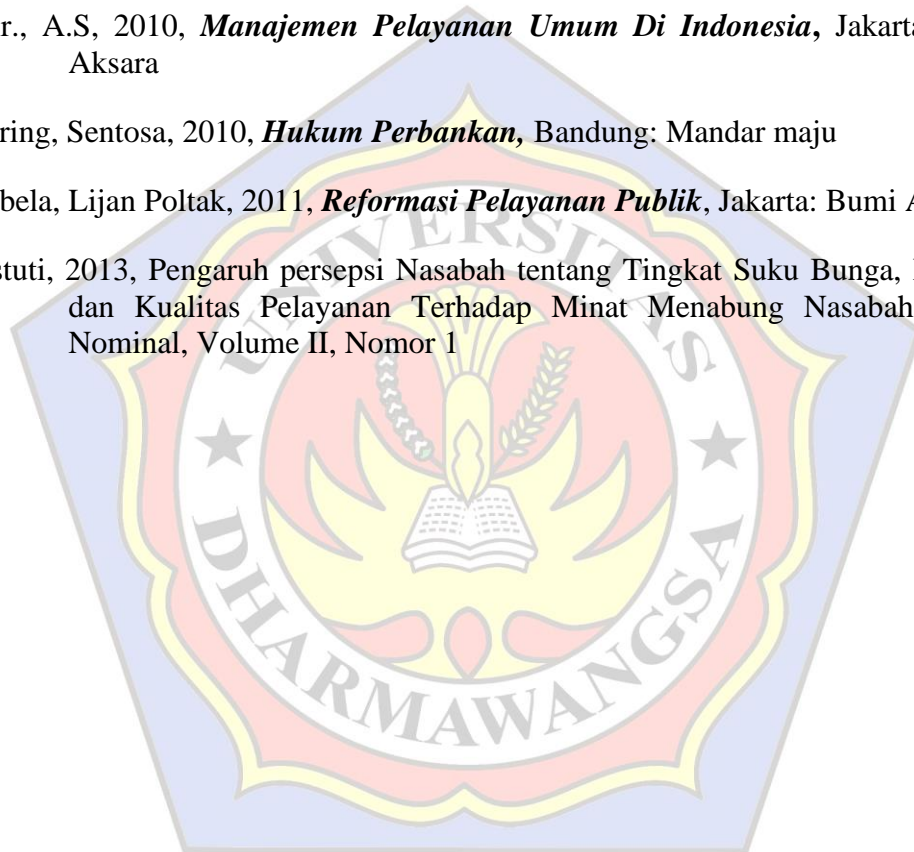 r., A.S, 2010, Manajemen Pelayanan Umum Di Indonesia, Jakarta
Aksara
ring, Sentosa, 2010, Hukum Perbankan, Bandung: Mandar maju
bela, Lijan Poltak, 2011, Reformasi Pelayanan Publik, Jakarta: Bumi A
stuti, 2013, Pengaruh persepsi Nasabah tentang Tingkat Suku Bunga,
dan Kualitas Pelayanan Terhadap Minat Menabung Nasabah
Nominal, Volume II, Nomor 1
UNIVERSITAS
DHARMAWANGSA